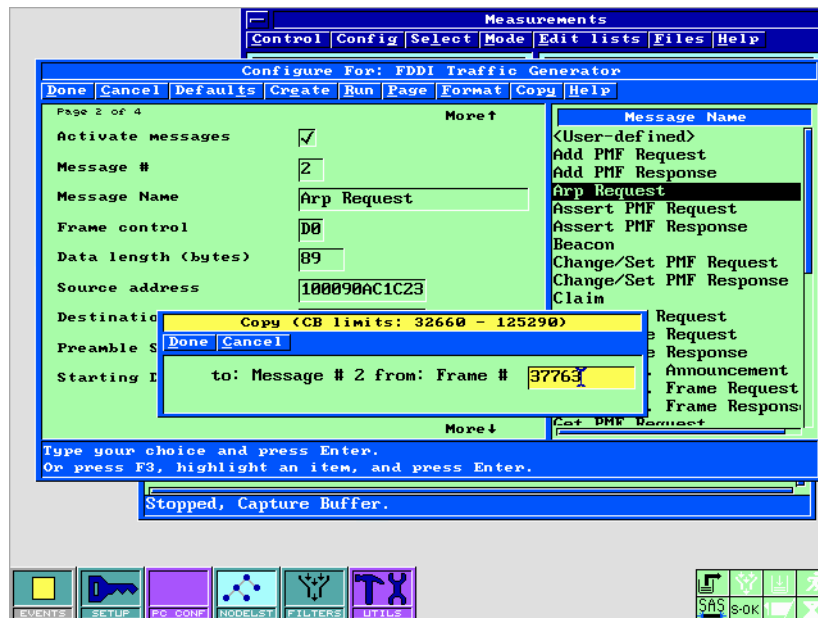 Measurements
Control Config Select Mode Edit lists Files Help
Configure For: FDDI Traffic Generator
Done Cancel Defaults Create Run Page Format Copy Help
Page 2 of 4
More↑
Activate messages
Message # 2
Message Name Arp Request
Frame control D0
Data length (bytes) 89
Source address 100090AC1C23
Destinatio
Preamble S
Starting D
More↓
Message Name
<User-defined>
Add PMF Request
Add PMF Response
Arp Request
Assert PMF Request
Assert PMF Response
Beacon
Change/Set PMF Request
Change/Set PMF Response
Claim
Request
e Request
e Response
. Announcement
. Frame Request
. Frame Respons
Get PMF Request
Copy (CB limits: 32660 - 125290)
Done Cancel
to: Message # 2 from: Frame # 37763
Type your choice and press Enter.
Or press F3, highlight an item, and press Enter.
Stopped, Capture Buffer.
EVENTS SETUP PC CONF NODELST FILTERS UTILS
SAS S-OK